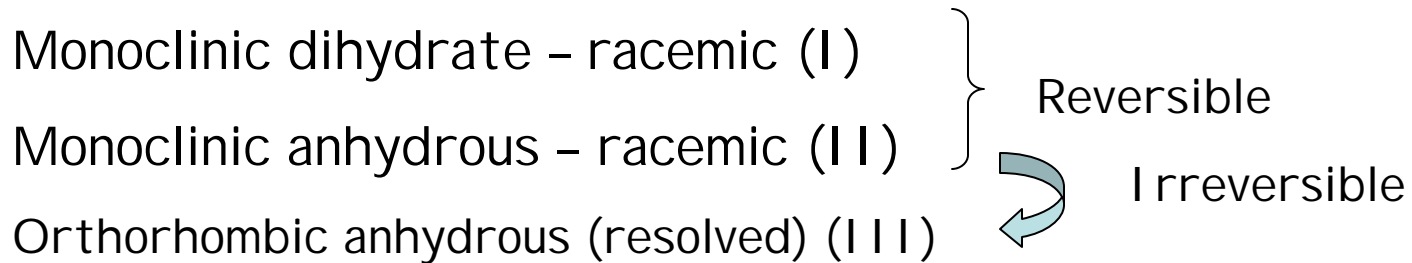 Monoclinic dihydrate – racemic (I)
Reversible
Monoclinic anhydrous – racemic (II)
Irreversible
Orthorhombic anhydrous (resolved) (III)